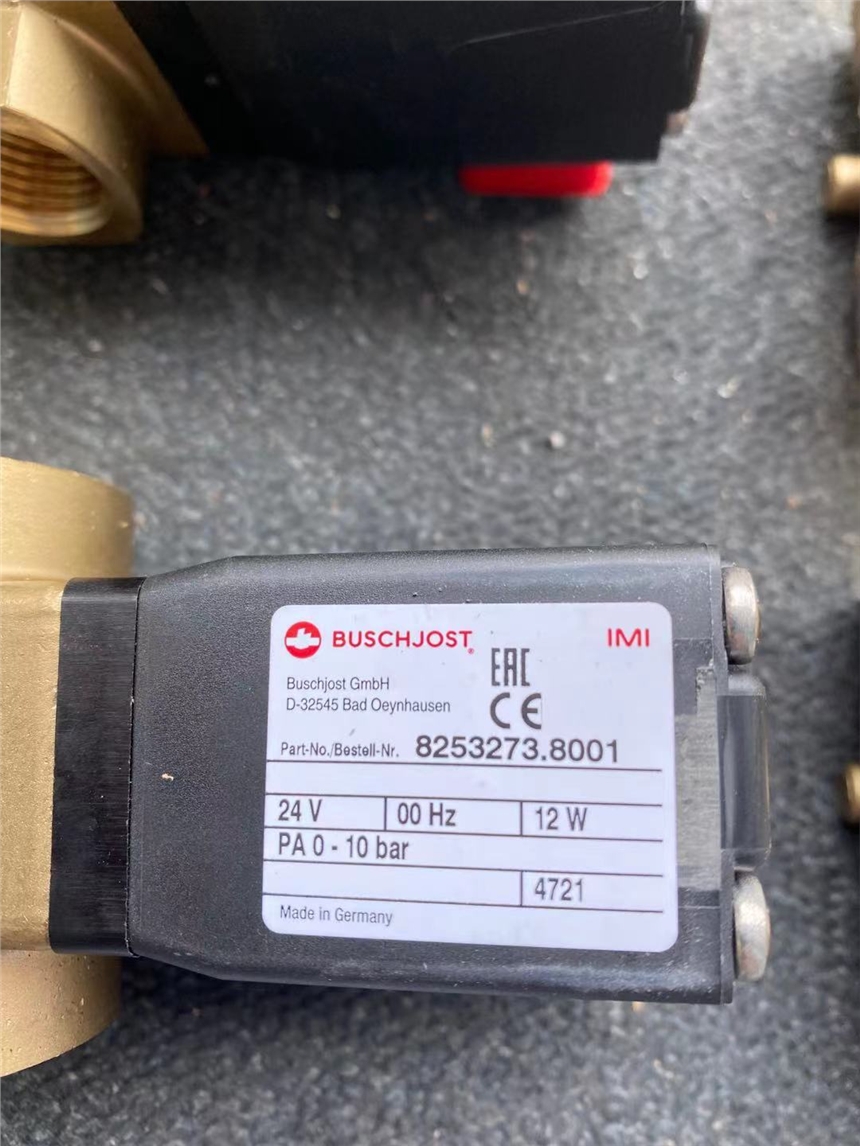 BUSCHJOST®
IMI
Buschjost GmbH
D-32545 Bad Oeynhausen
EAC
CE
Part-No./Bestell-Nr. 8253273.8001
24 V 00 Hz 12 W
PA 0 - 10 bar
4721
Made in Germany